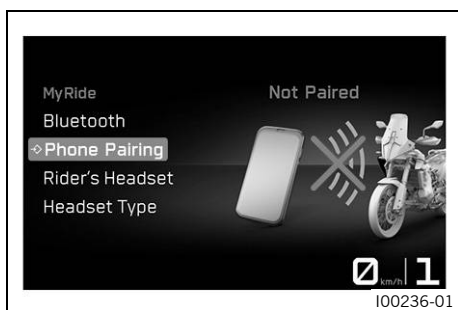 MyRide
Not Paired
Bluetooth
Phone Pairing
Rider's Headset
Headset Type
0 km/h 1
I00236-01